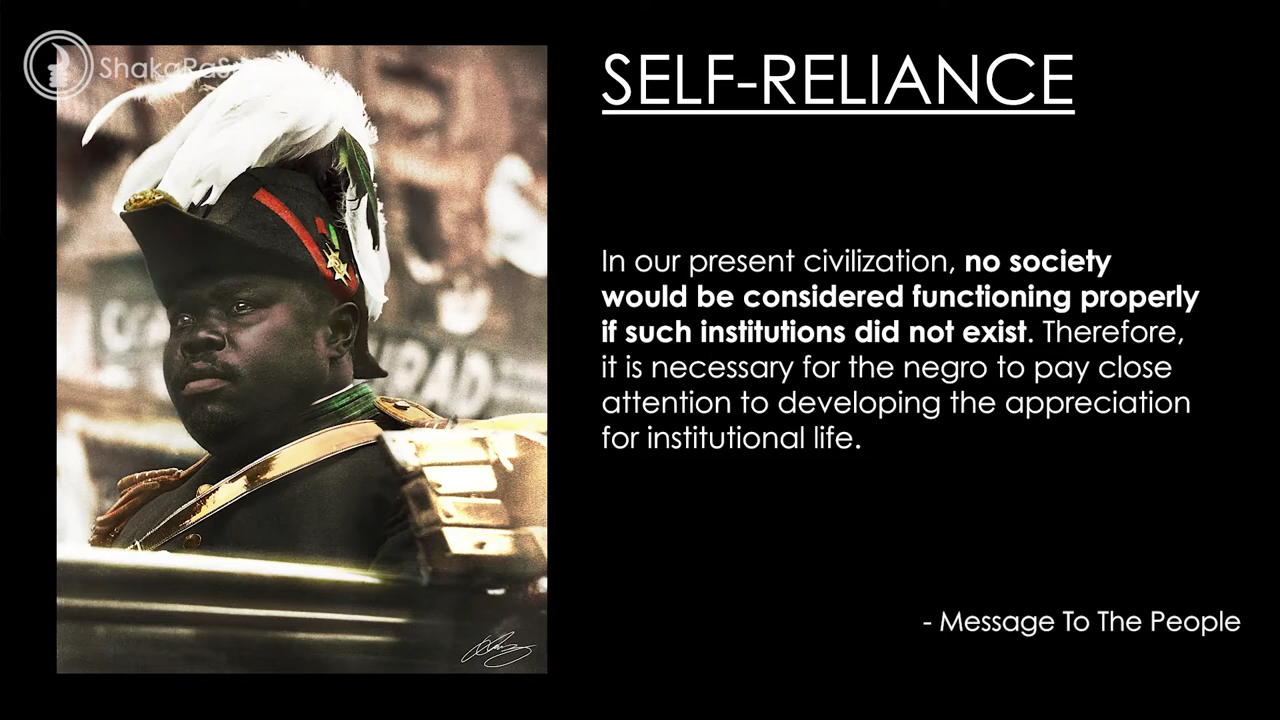 SELF-RELIANCE
In our present civilization, no society
would be considered functioning properly
if such institutions did not exist. Therefore,
it is necessary for the negro to pay close
attention to developing the appreciation
for institutional life.
- Message To The People